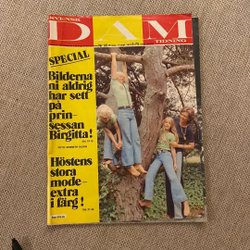 SVENSK
DAM
TIDNING
SPECIAL
Bilderna
ni aldrig
har sett
på
prin-
sessan
Birgitta!
Höstens
stora
mode-
extra
i färg!